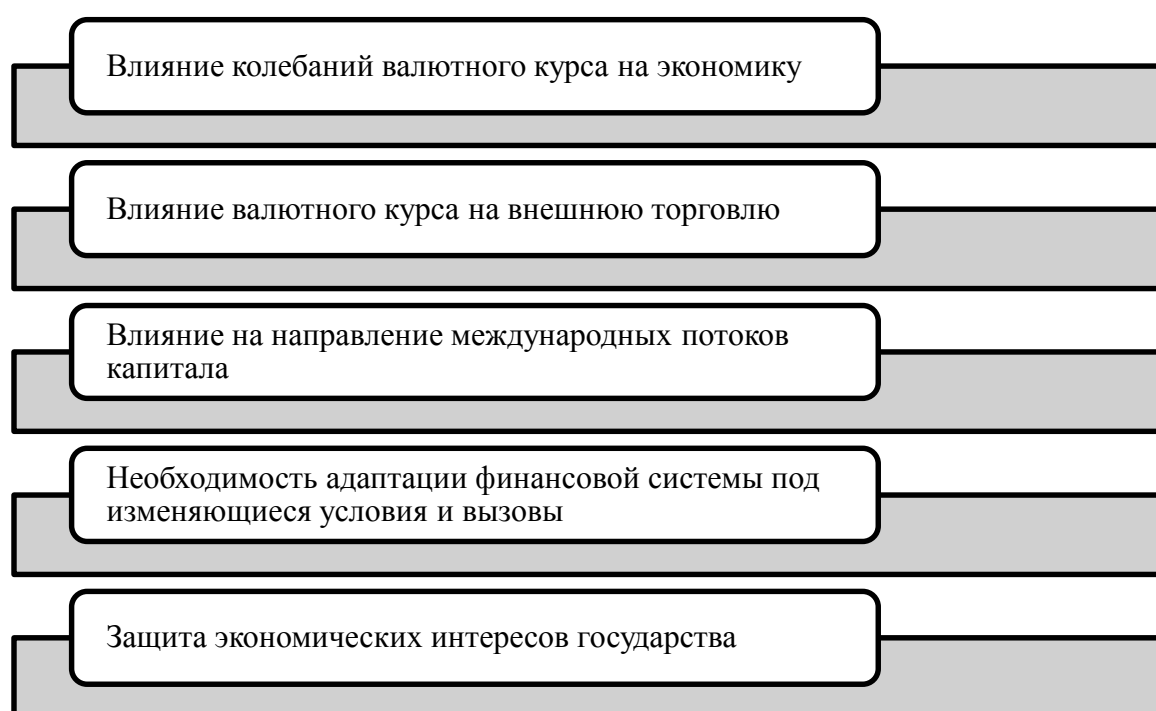 Влияние колебаний валютного курса на экономику
Влияние валютного курса на внешнюю торговлю
Влияние на направление международных потоков
капитала
Необходимость адаптации финансовой системы под
изменяющиеся условия и вызовы
Защита экономических интересов государства